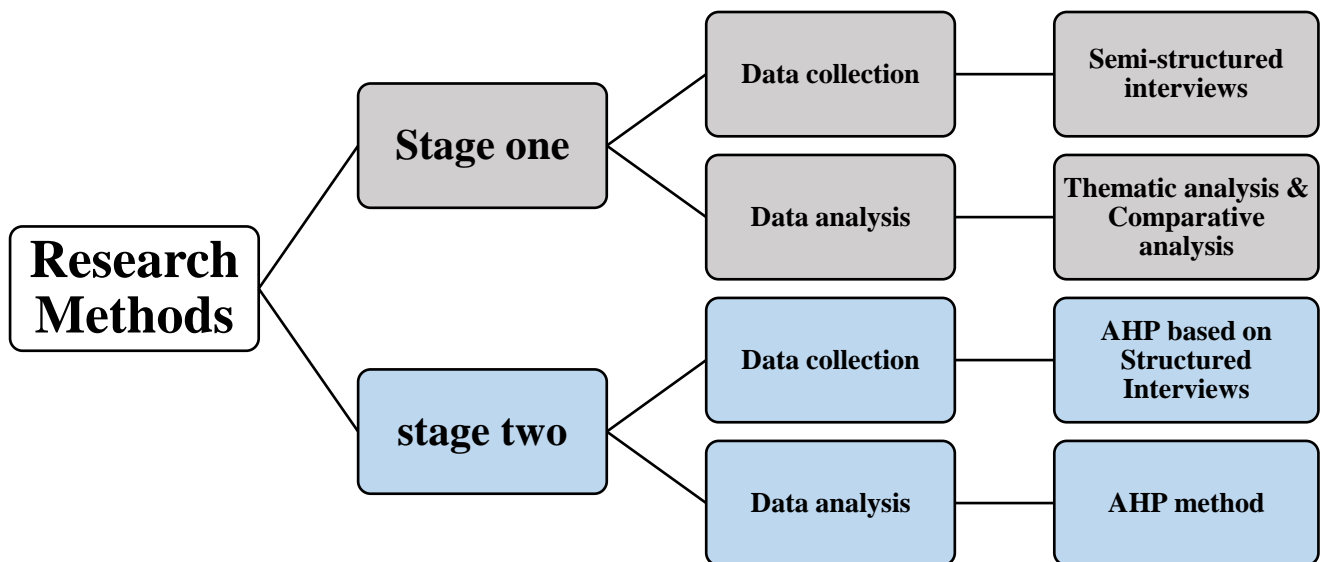 Research
Methods
Stage one
Data collection
Semi-structured
interviews
Data analysis
Thematic analysis &
Comparative
analysis
stage two
Data collection
AHP based on
Structured
Interviews
Data analysis
AHP method